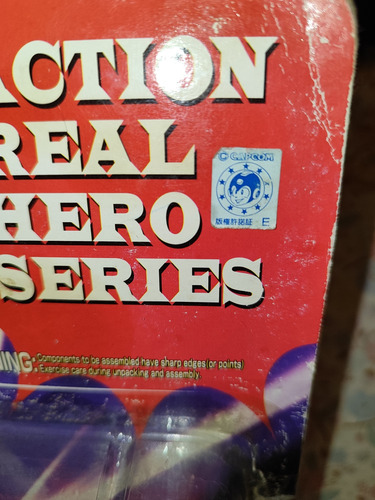 ACTION
REAL
HERO
SERIES
© CAPCOM
版權許諾証 E
NING: Components to be assembled have sharp edges (or points)
Exercise care during unpacking and assembly.